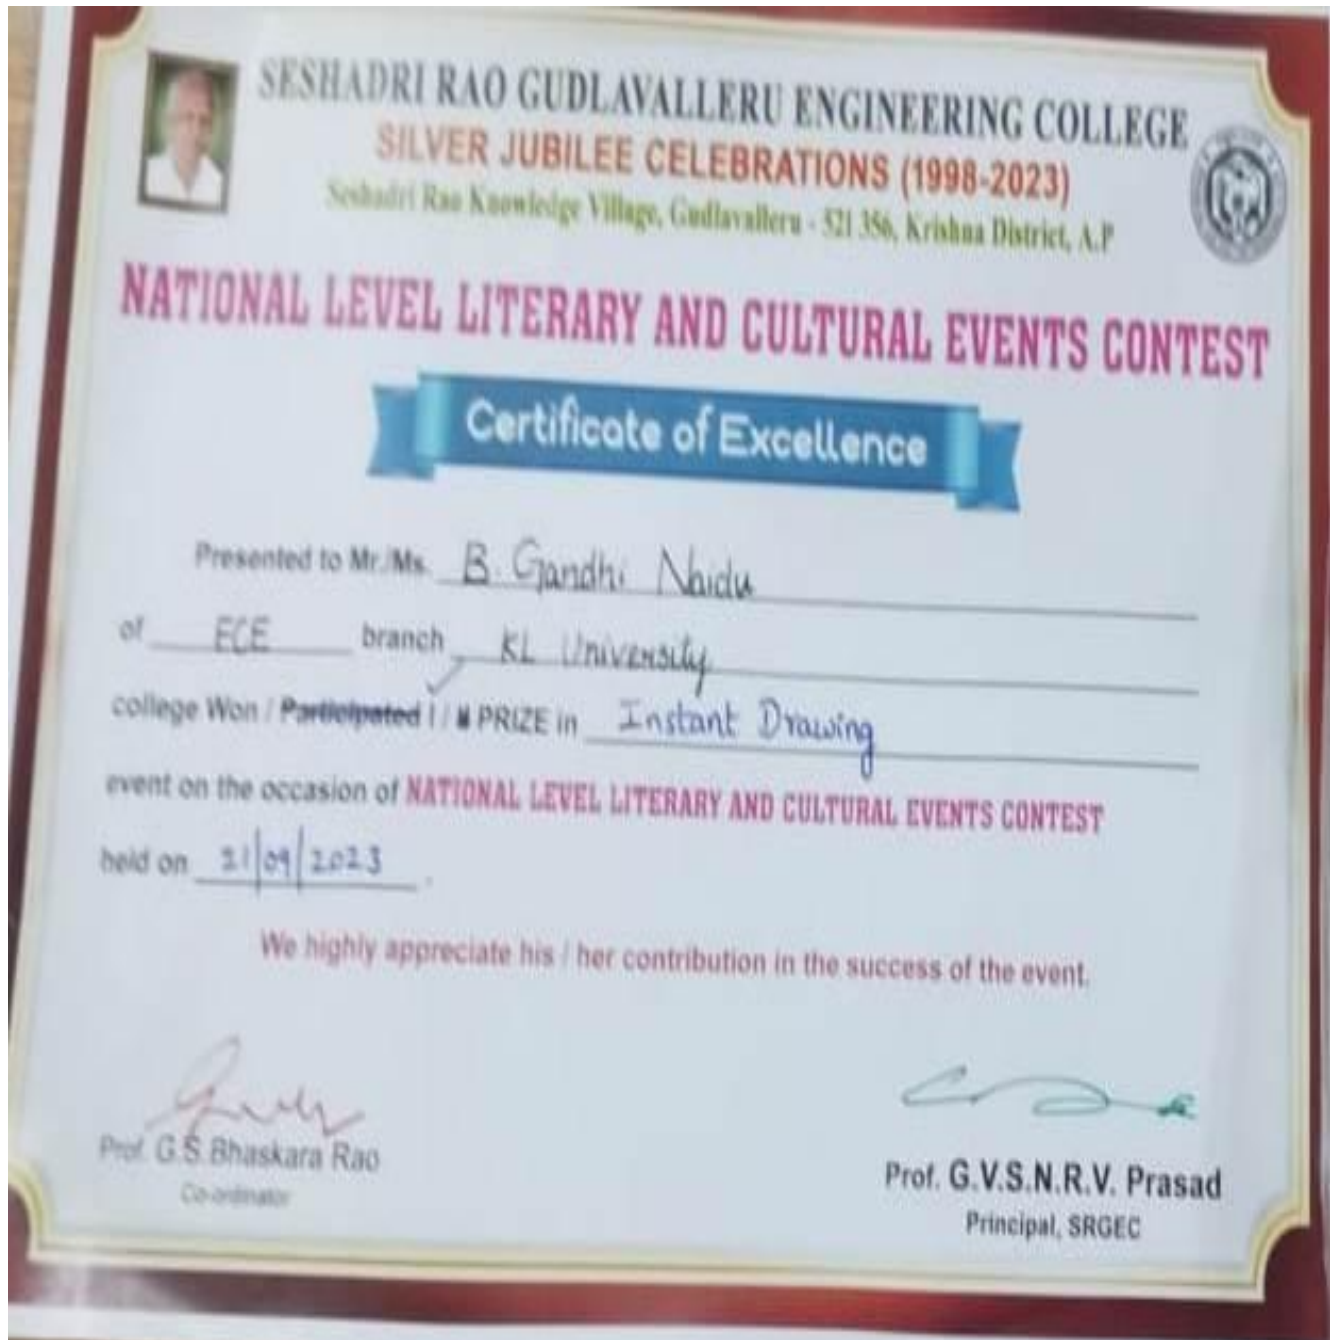 SESHADRI RAO GUDLAVALLERU ENGINEERING COLLEGE
SILVER JUBILEE CELEBRATIONS (1998-2023)
Seshadri Rao Knowledge Village, Gudlavalleru - 521 356, Krishna District, A.P
NATIONAL LEVEL LITERARY AND CULTURAL EVENTS CONTEST
Certificate of Excellence
Presented to Mr./Ms. B. Gandhi Naidu
of ECE branch KL University
college Won / Participated I / II PRIZE in Instant Drawing
event on the occasion of NATIONAL LEVEL LITERARY AND CULTURAL EVENTS CONTEST
held on 21/09/2023.
We highly appreciate his / her contribution in the success of the event.
Prof. G.S.Bhaskara Rao
Co-ordinator
Prof. G.V.S.N.R.V. Prasad
Principal, SRGEC